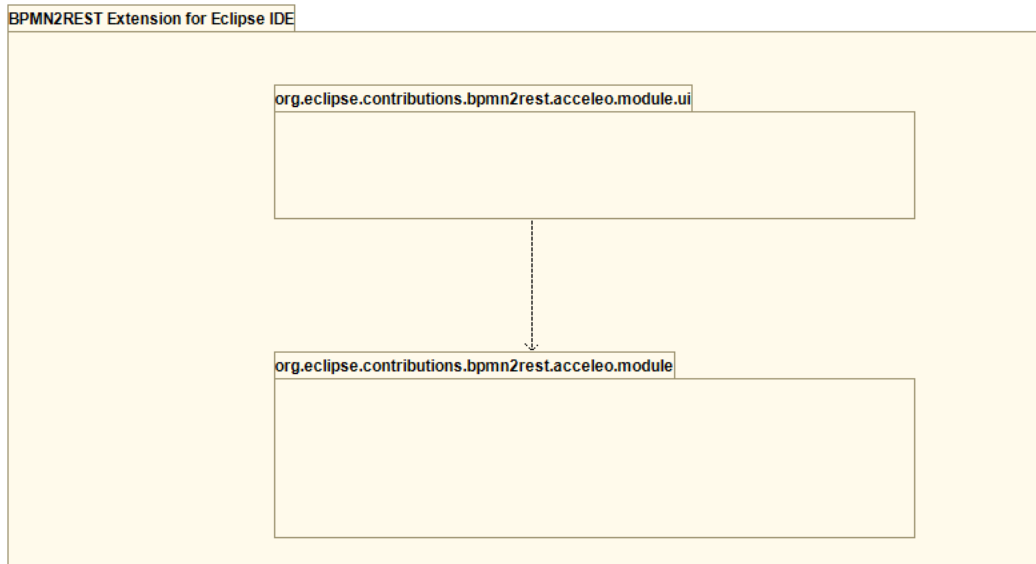 BPMN2REST Extension for Eclipse IDE
org.eclipse.contributions.bpmn2rest.acceleo.module.ui
org.eclipse.contributions.bpmn2rest.acceleo.module